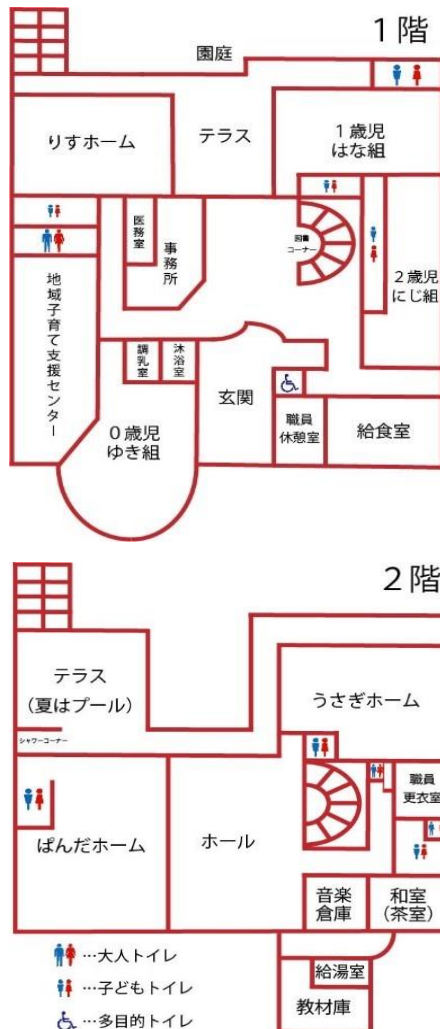 1階
園庭
りすホーム
テラス
1歳児
はな組
医務室
事務所
図書
コーナー
2歳児
にじ組
地域子育て支援センター
調乳室
沐浴室
玄関
0歳児
ゆき組
職員
休憩室
給食室
2階
テラス
(夏はプール)
シャワーコーナー
うさぎホーム
ぱんだホーム
ホール
職員
更衣室
音楽
倉庫
和室
(茶室)
給湯室
教材庫
…大人トイレ
…子どもトイレ
…多目的トイレ